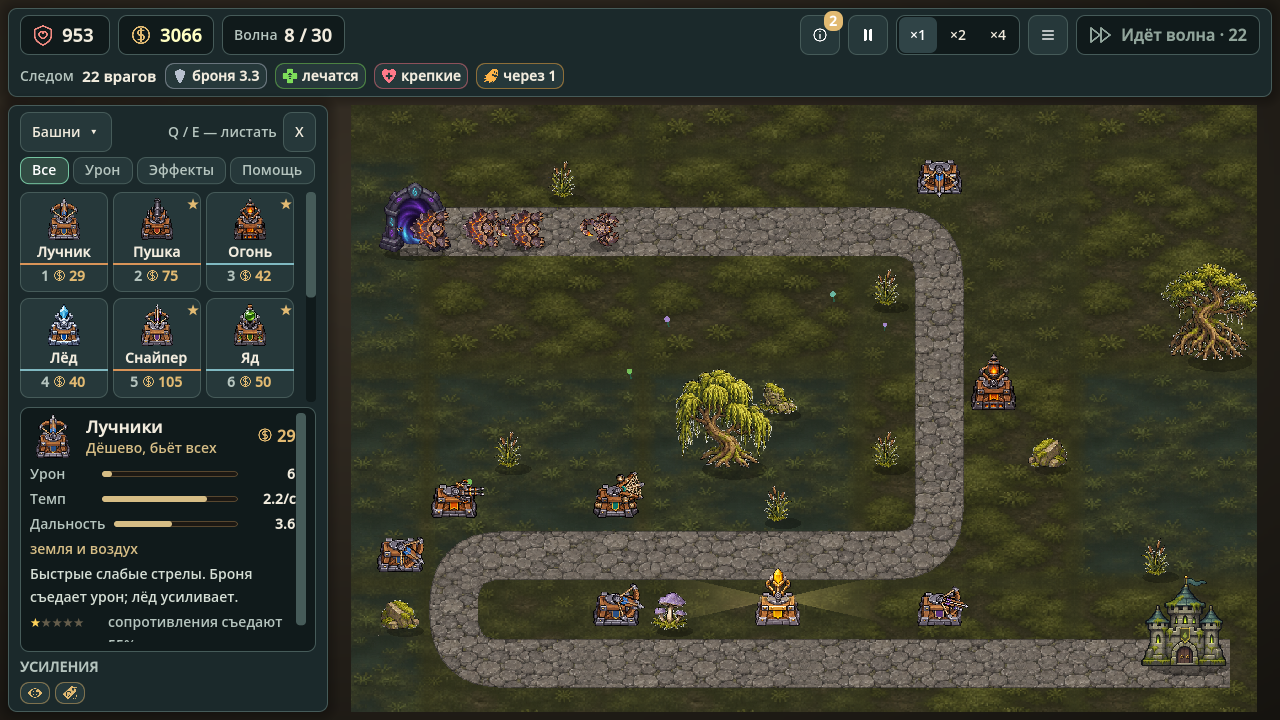 953
3066
Волна 8 / 30
2
×1
×2
×4
Идёт волна · 22
Следом 22 врагов
броня 3.3
лечатся
крепкие
через 1
Башни
Q / E — листать
X
Все
Урон
Эффекты
Помощь
Лучник
1 29
Пушка
2 75
Огонь
3 42
Лёд
4 40
Снайпер
5 105
Яд
6 50
Лучники
Дёшево, бьёт всех
29
Урон 6
Темп 2.2/с
Дальность 3.6
земля и воздух
Быстрые слабые стрелы. Броня
съедает урон; лёд усиливает.
★★★★★ сопротивления съедают
УСИЛЕНИЯ